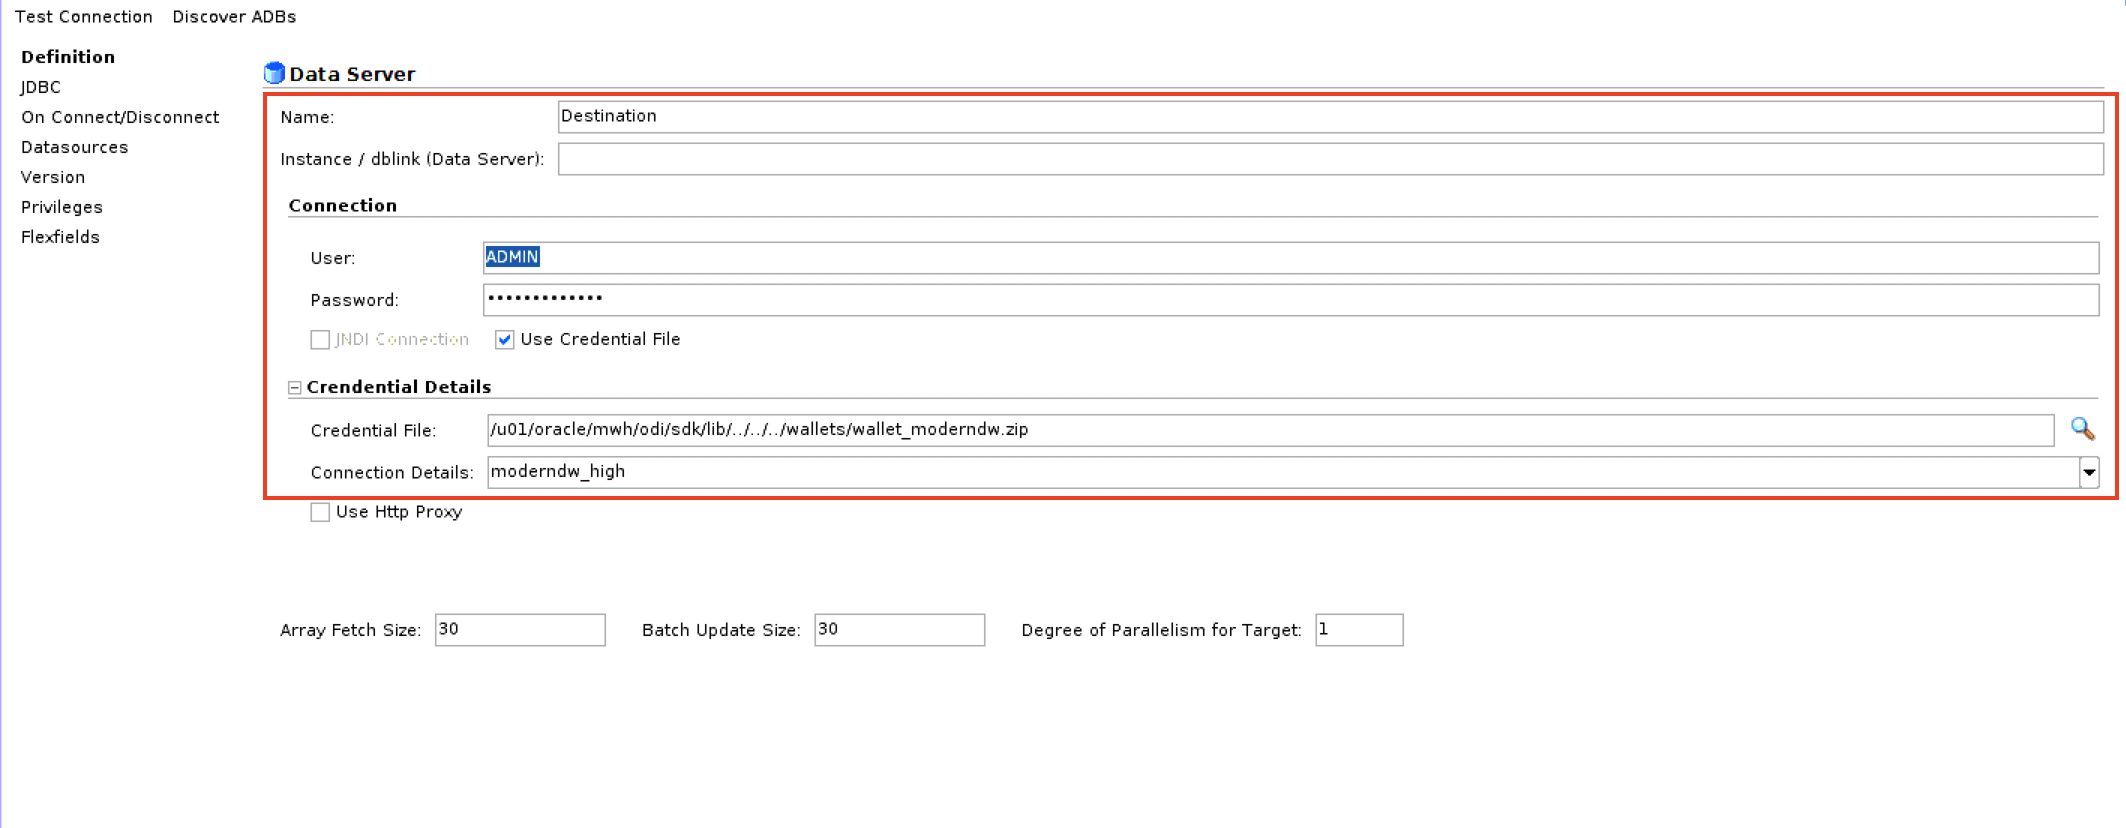 Test Connection Discover ADBs
Definition
JDBC
On Connect/Disconnect
Datasources
Version
Privileges
Flexfields
Data Server
Name: Destination
Instance / dblink (Data Server):
Connection
User: ADMIN
Password: •••••••••••••
JNDI Connection Use Credential File
Crendential Details
Credential File: /u01/oracle/mwh/odi/sdk/lib/../../../wallets/wallet_moderndw.zip
Connection Details: moderndw_high
Use Http Proxy
Array Fetch Size: 30 Batch Update Size: 30 Degree of Parallelism for Target: 1